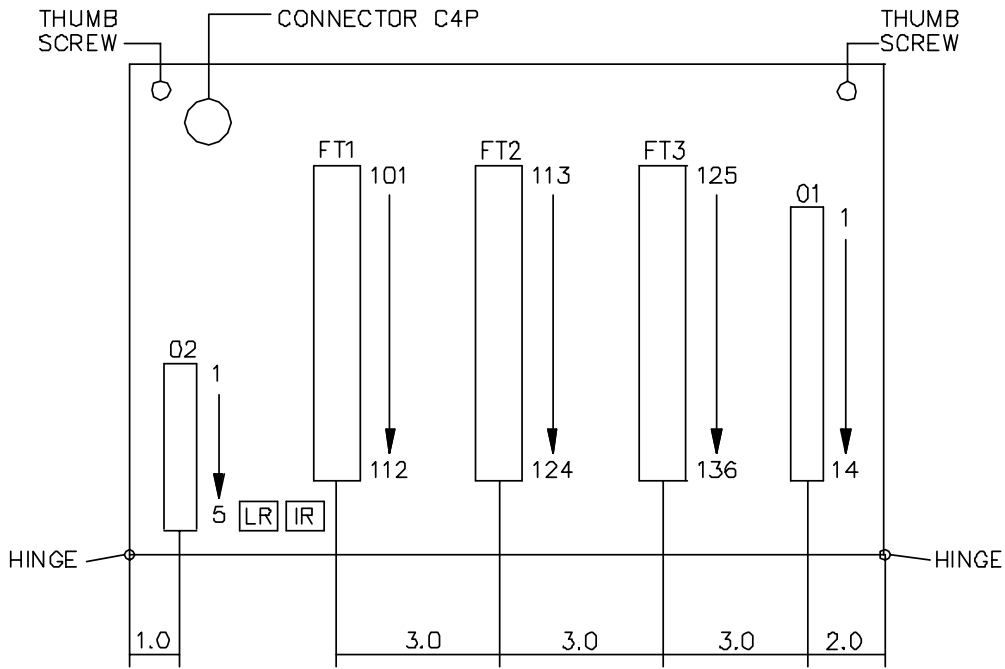 THUMB
SCREW
CONNECTOR C4P
THUMB
SCREW
FT1
101
112
FT2
113
124
FT3
125
136
01
1
14
02
1
5
LR
IR
HINGE
HINGE
1.0
3.0
3.0
3.0
2.0